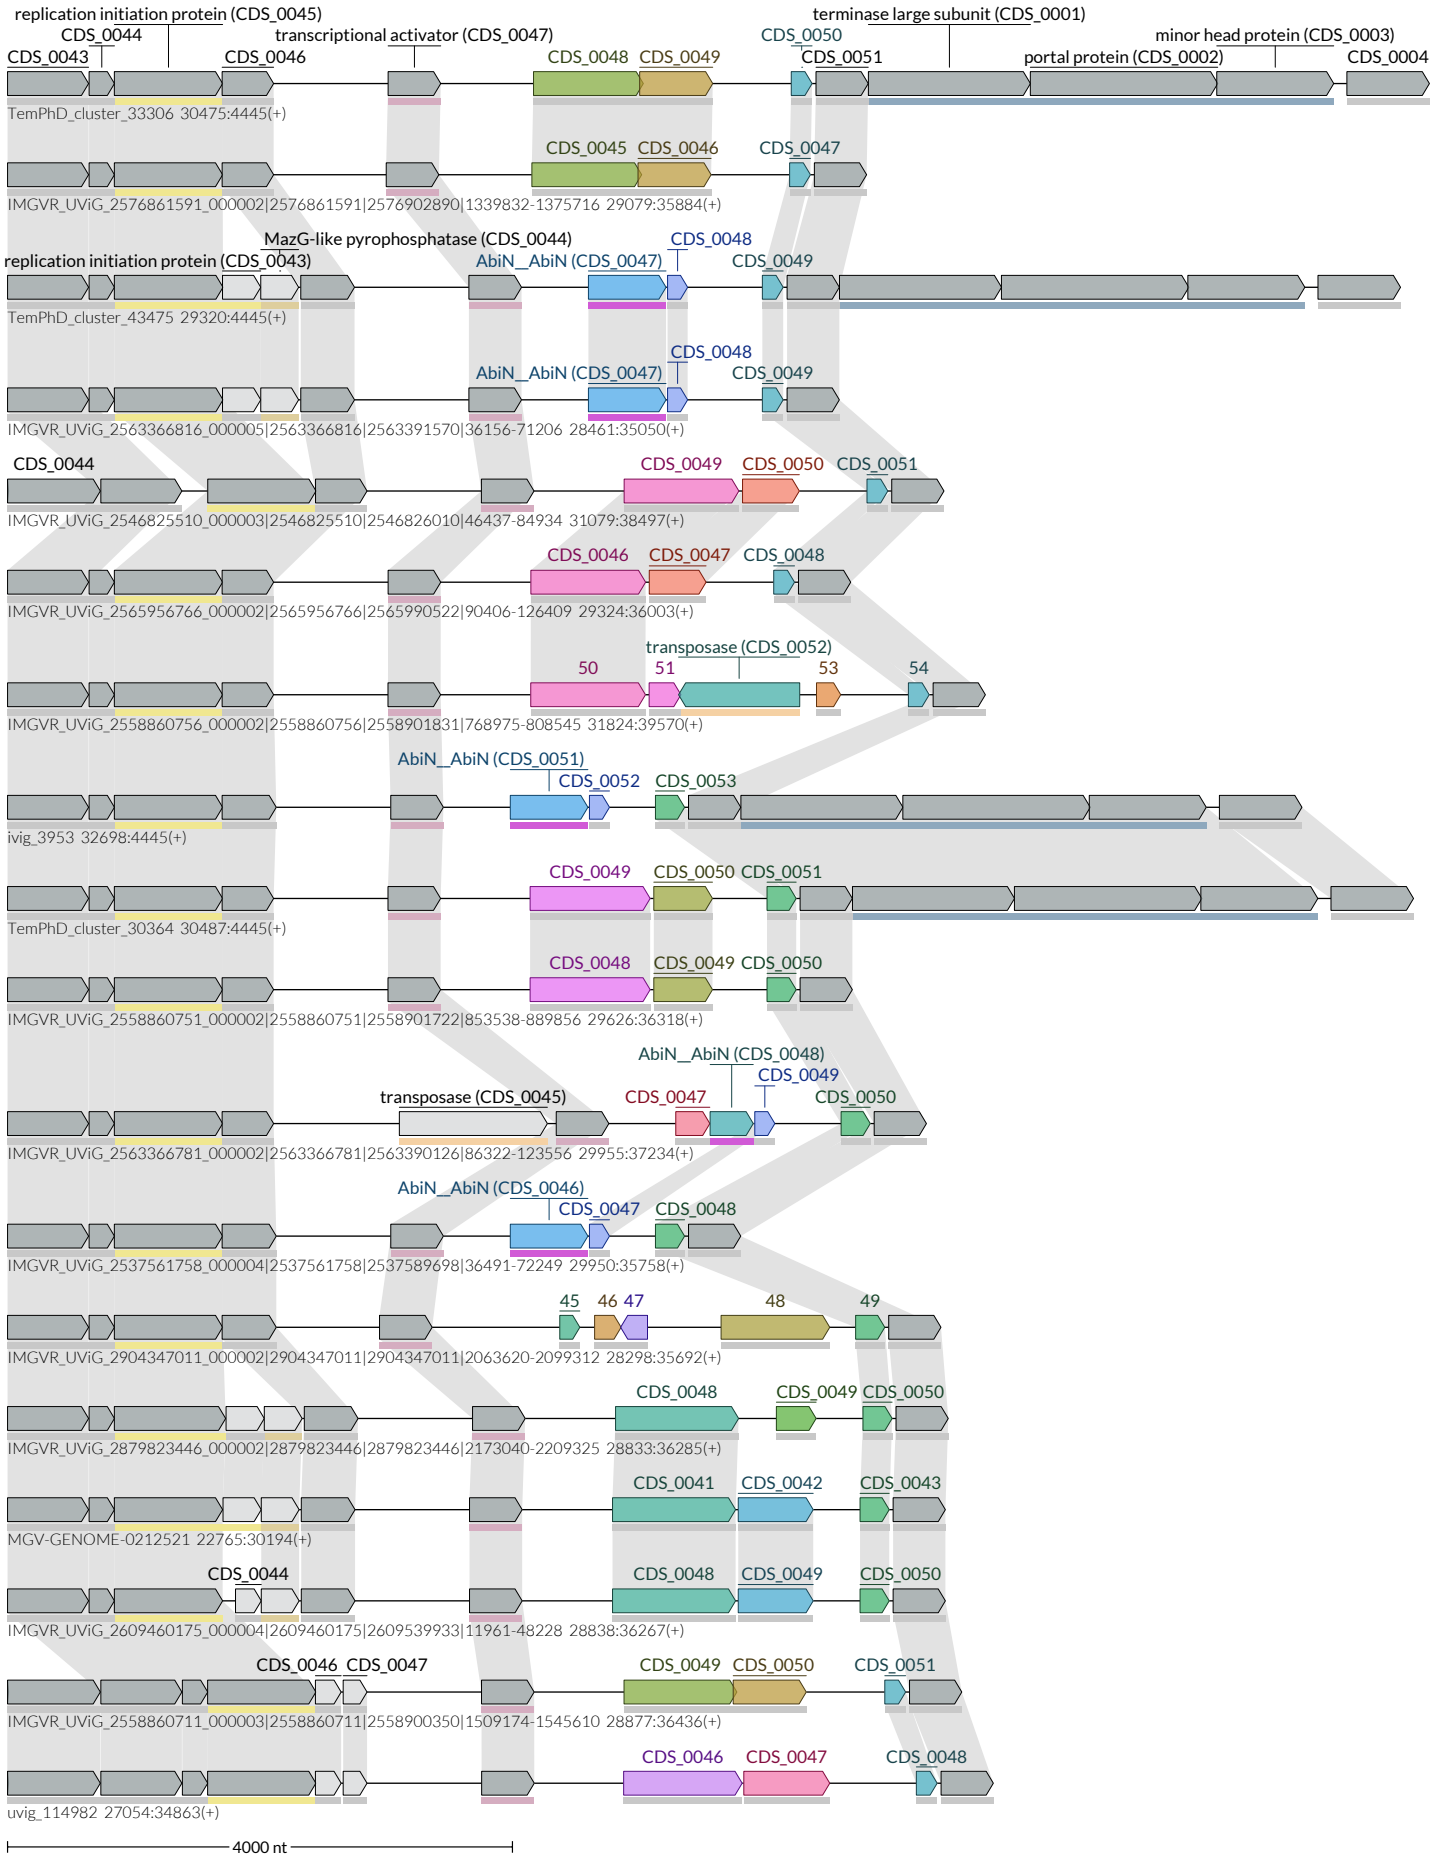 replication initiation protein (CDS_0045) terminase large subunit (CDS_0001)
CDS_0044 transcriptional activator (CDS_0047) CDS_0050 minor head protein (CDS_0003)
CDS_0043 CDS_0046 CDS_0048 CDS_0049 CDS_0051 portal protein (CDS_0002) CDS_0004
TemPhD_cluster_33306 30475:4445(+)
CDS_0045 CDS_0046 CDS_0047
IMGVR_UViG_2576861591_000002|2576861591|2576902890|1339832-1375716 29079:35884(+)
MazG-like pyrophosphatase (CDS_0044) CDS_0048
replication initiation protein (CDS_0043) AbiN__AbiN (CDS_0047) CDS_0049
TemPhD_cluster_43475 29320:4445(+)
CDS_0048
AbiN__AbiN (CDS_0047) CDS_0049
IMGVR_UViG_2563366816_000005|2563366816|2563391570|36156-71206 28461:35050(+)
CDS_0044 CDS_0049 CDS_0050 CDS_0051
IMGVR_UViG_2546825510_000003|2546825510|2546826010|46437-84934 31079:38497(+)
CDS_0046 CDS_0047 CDS_0048
IMGVR_UViG_2565956766_000002|2565956766|2565990522|90406-126409 29324:36003(+)
transposase (CDS_0052)
50 51 53 54
IMGVR_UViG_2558860756_000002|2558860756|2558901831|768975-808545 31824:39570(+)
AbiN__AbiN (CDS_0051)
CDS_0052 CDS_0053
ivig_3953 32698:4445(+)
CDS_0049 CDS_0050 CDS_0051
TemPhD_cluster_30364 30487:4445(+)
CDS_0048 CDS_0049 CDS_0050
IMGVR_UViG_2558860751_000002|2558860751|2558901722|853538-889856 29626:36318(+)
AbiN__AbiN (CDS_0048)
CDS_0049
transposase (CDS_0045) CDS_0047 CDS_0050
IMGVR_UViG_2563366781_000002|2563366781|2563390126|86322-123556 29955:37234(+)
AbiN__AbiN (CDS_0046)
CDS_0047 CDS_0048
IMGVR_UViG_2537561758_000004|2537561758|2537589698|36491-72249 29950:35758(+)
45 46 47 48 49
IMGVR_UViG_2904347011_000002|2904347011|2904347011|2063620-2099312 28298:35692(+)
CDS_0048 CDS_0049 CDS_0050
IMGVR_UViG_2879823446_000002|2879823446|2879823446|2173040-2209325 28833:36285(+)
CDS_0041 CDS_0042 CDS_0043
MGV-GENOME-0212521 22765:30194(+)
CDS_0044 CDS_0048 CDS_0049 CDS_0050
IMGVR_UViG_2609460175_000004|2609460175|2609539933|11961-48228 28838:36267(+)
CDS_0046 CDS_0047 CDS_0049 CDS_0050 CDS_0051
IMGVR_UViG_2558860711_000003|2558860711|2558900350|1509174-1545610 28877:36436(+)
CDS_0046 CDS_0047 CDS_0048
uvig_114982 27054:34863(+)
4000 nt